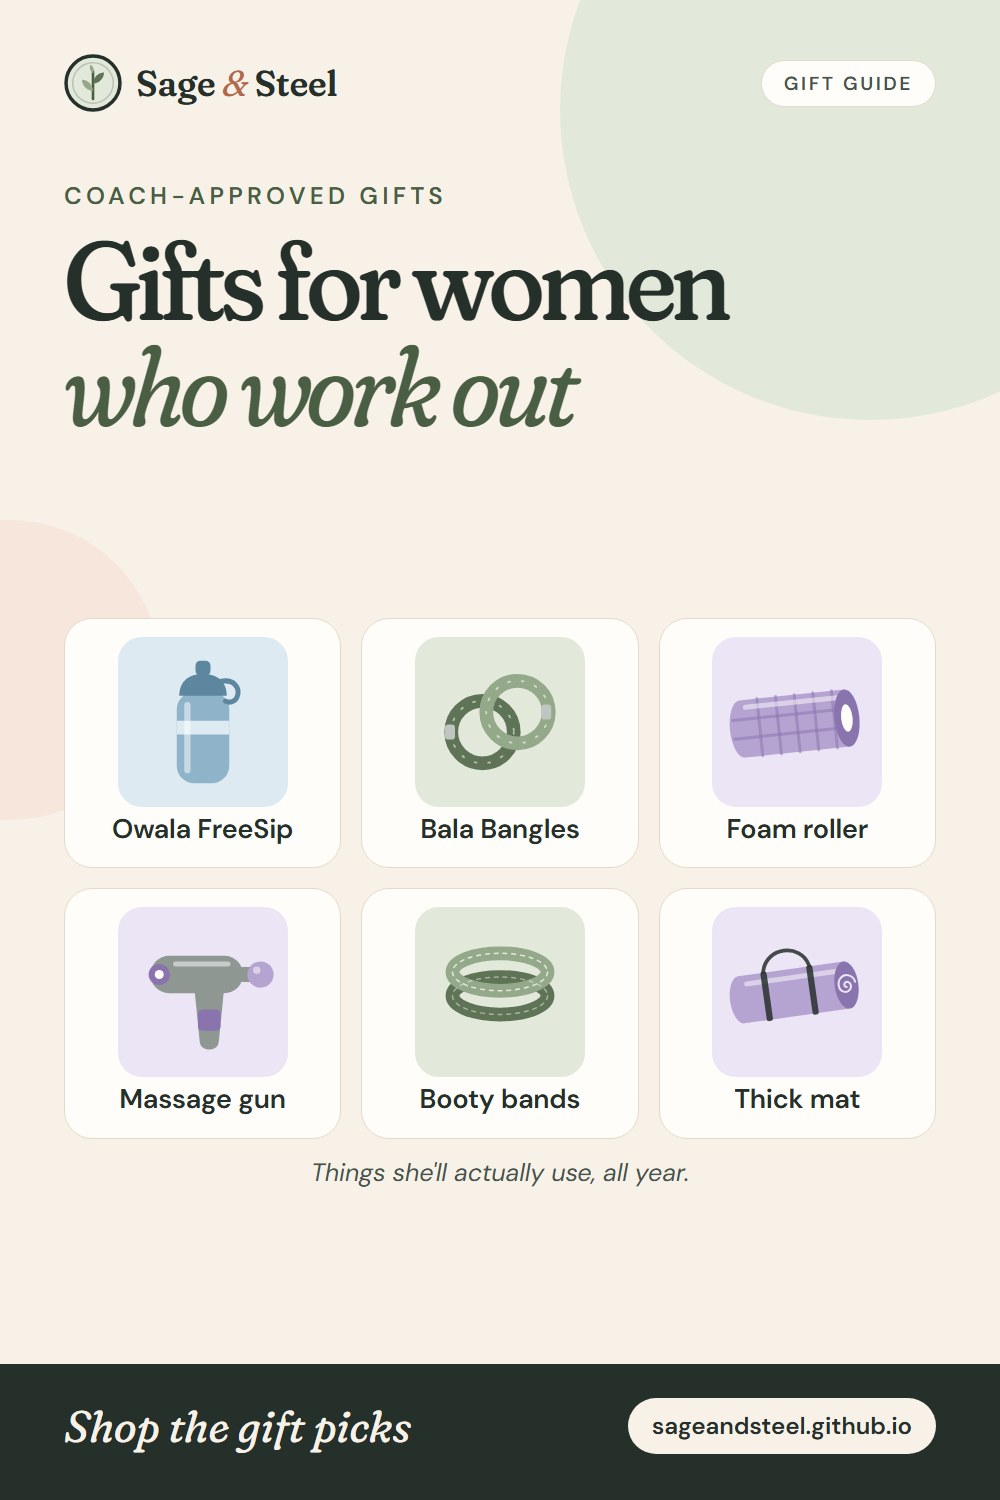 Sage & Steel
GIFT GUIDE
COACH-APPROVED GIFTS
Gifts for women
who work out
Owala FreeSip
Bala Bangles
Foam roller
Massage gun
Booty bands
Thick mat
Things she'll actually use, all year.
Shop the gift picks
sageandsteel.github.io